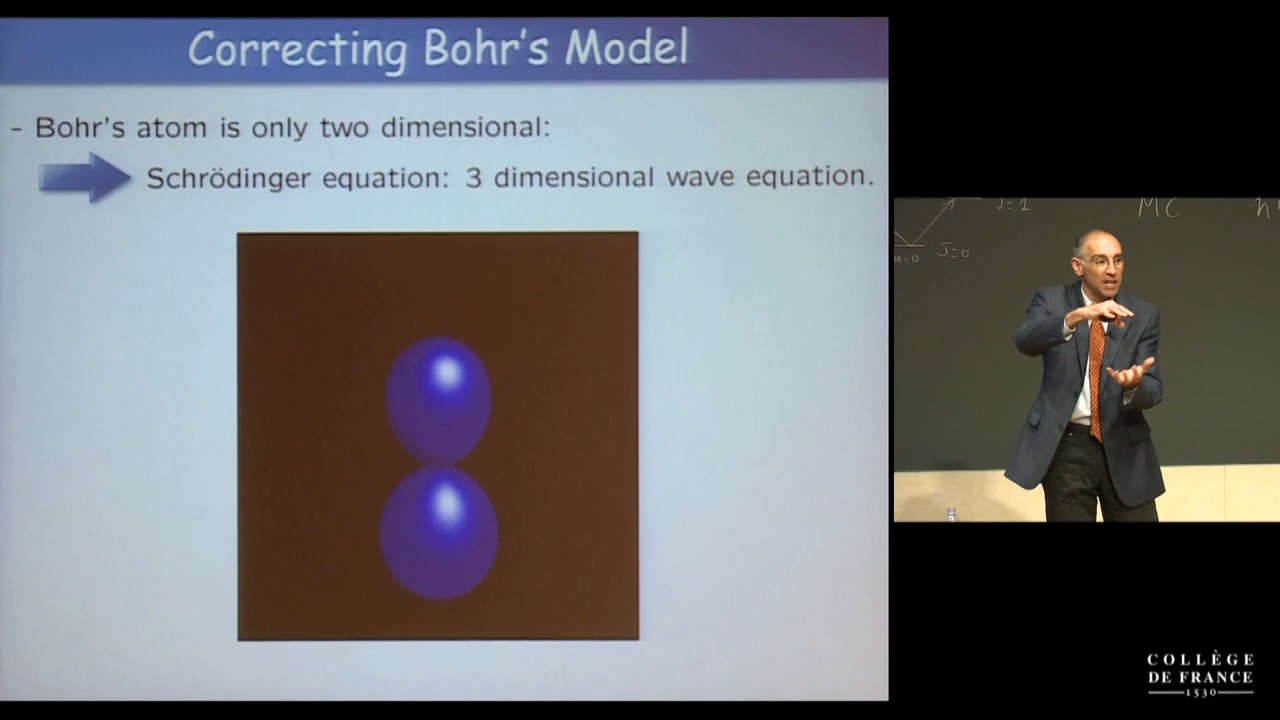 Correcting Bohr's Model
- Bohr's atom is only two dimensional:
Schrödinger equation: 3 dimensional wave equation.
J=1
MC
m=0
J=0
COLLÈGE
DE FRANCE
1530